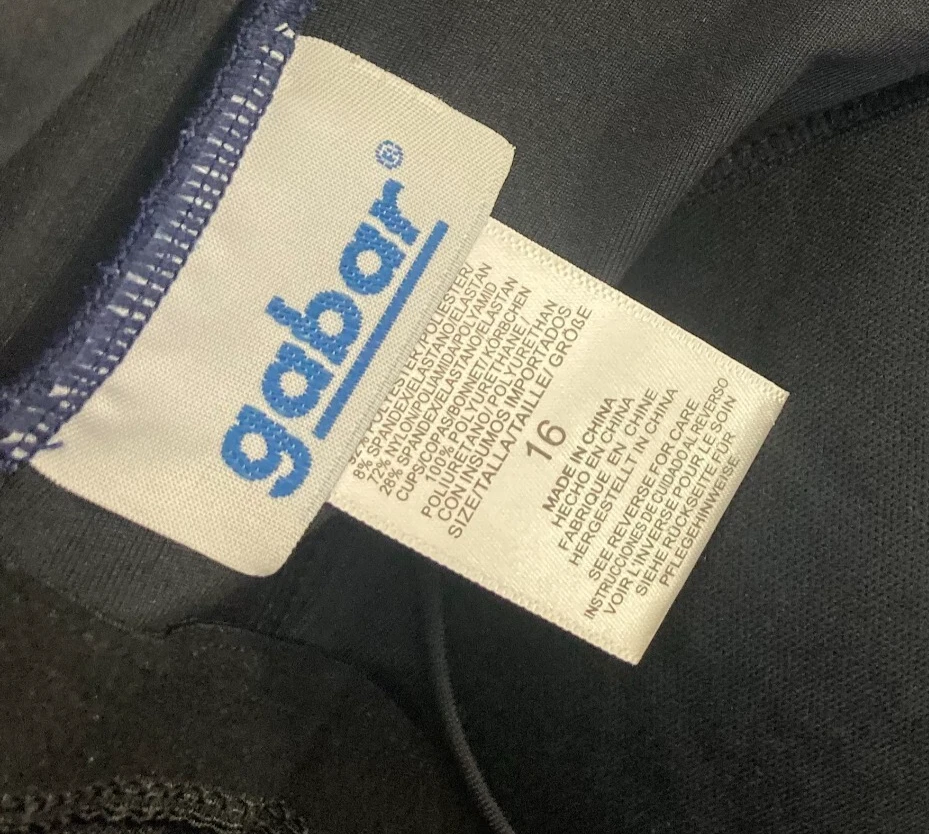 gabar®
8% SPANDEX/ELASTANO/ELASTAN
72% NYLON/POLIAMIDA/POLYAMID
28% SPANDEX/ELASTANO/ELASTAN
CUPS/COPAS/BONNET/KÖRBCHEN
100% POLYURETHANE/
POLIURETANO/ POLYURETHAN
CON INSUMOS IMPORTADOS
SIZE/TALLA/TAILLE/ GRÖßE
16
MADE IN CHINA
HECHO EN CHINA
FABRIQUE EN CHINE
HERGESTELLT IN CHINA
SEE REVERSE FOR CARE
INSTRUCCIONES DE CUIDADO AL REVERSO
VOIR L'INVERSE POUR LE SOIN
SIEHE RÜCKSEITE FÜR
PFLEGEHINWEISE